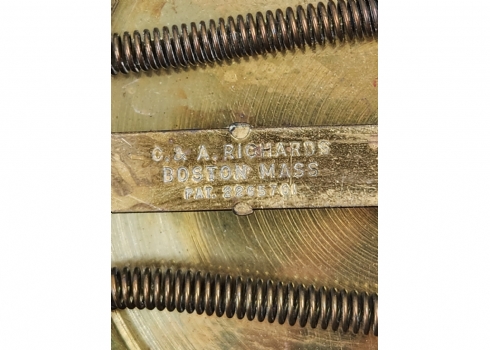 C. & A. RICHARDS
BOSTON MASS
PAT.